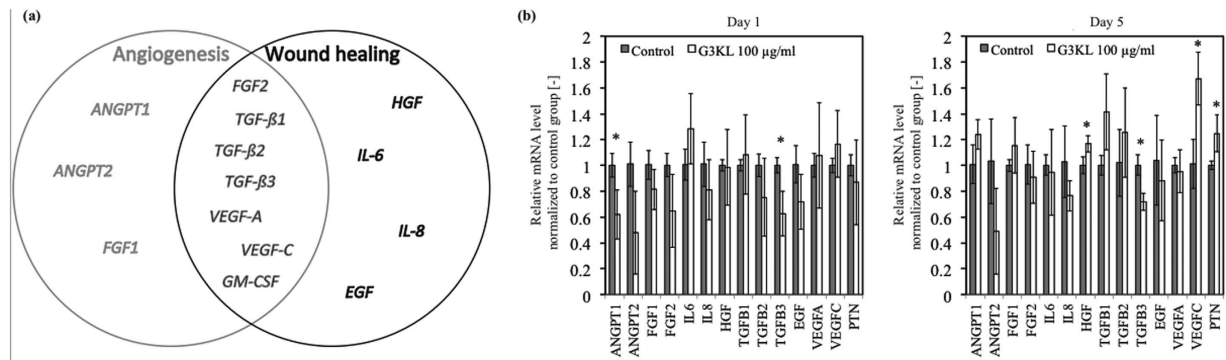 (a)
Angiogenesis
Wound healing
ANGPT1
ANGPT2
FGF1
FGF2
TGF-ß1
TGF-ß2
TGF-ß3
VEGF-A
VEGF-C
GM-CSF
HGF
IL-6
IL-8
EGF
(b)
Day 1
Relative mRNA level
normalized to control group [-]
Control
G3KL 100 µg/ml
2
1.8
1.6
1.4
1.2
1
0.8
0.6
0.4
0.2
0
*
*
ANGPT1
ANGPT2
FGF1
FGF2
IL6
IL8
HGF
TGFB1
TGFB2
TGFB3
EGF
VEGFA
VEGFC
PTN
Day 5
Relative mRNA level
normalized to control group [-]
Control
G3KL 100 µg/ml
2
1.8
1.6
1.4
1.2
1
0.8
0.6
0.4
0.2
0
*
*
*
*
ANGPT1
ANGPT2
FGF1
FGF2
IL6
IL8
HGF
TGFB1
TGFB2
TGFB3
EGF
VEGFA
VEGFC
PTN